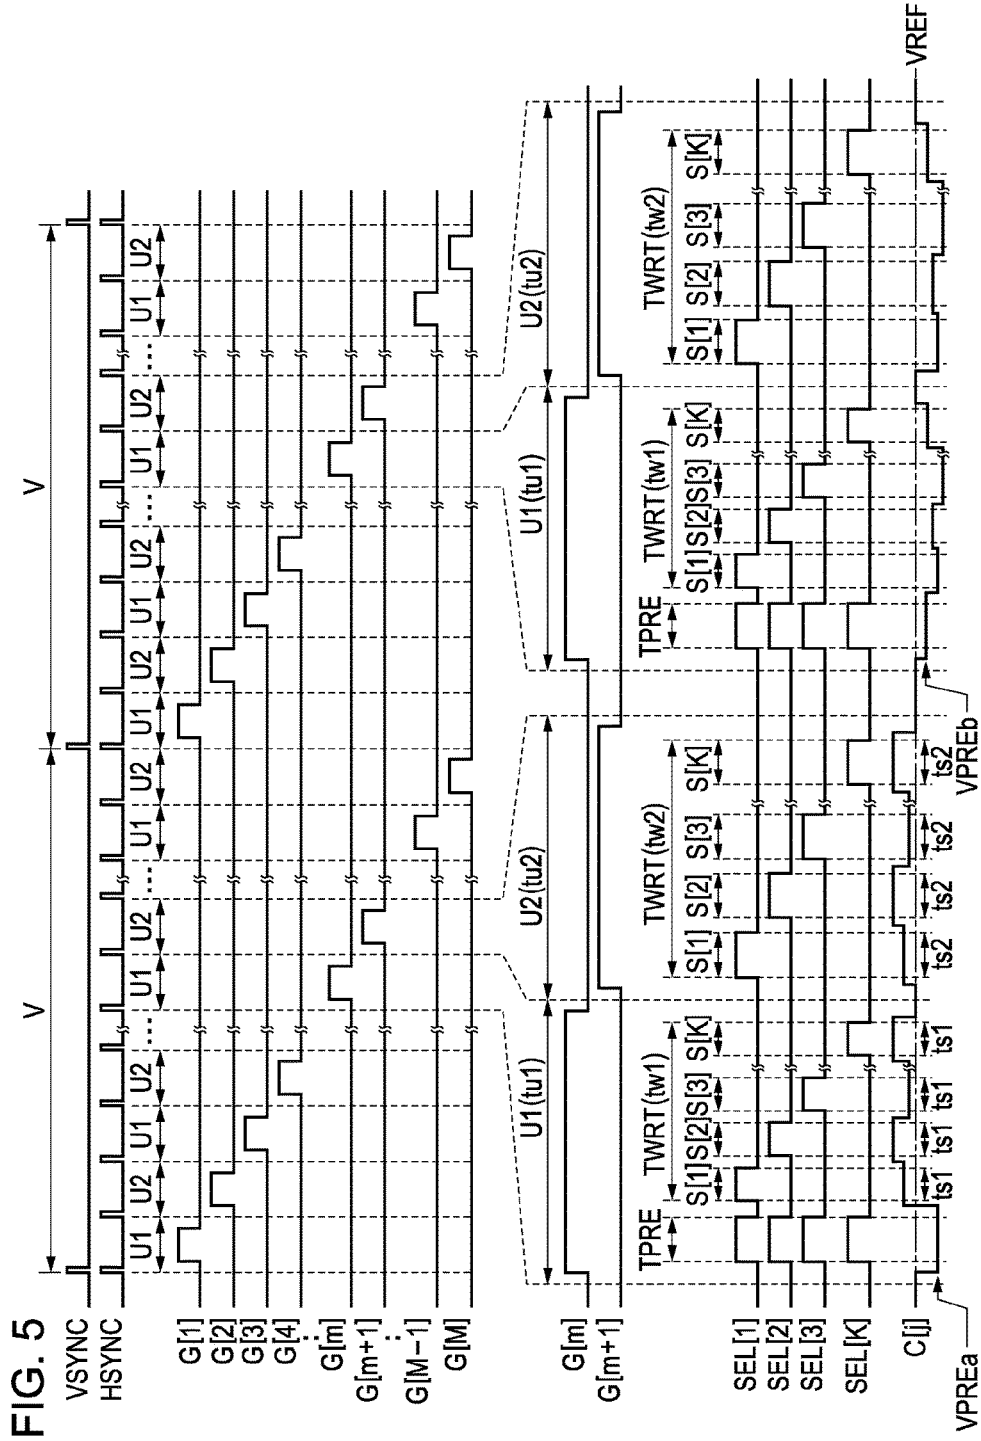 FIG. 5
V V
VSYNC
HSYNC
U1 U2 U1 U2 ... U1 U2 ... U1 U2 U1 U2 U1 U2 ... U1 U2 ... U1 U2
G[1]
G[2]
G[3]
G[4]
⋮
G[m]
G[m+1]
⋮
G[M−1]
G[M]
U1(tu1) U2(tu2) U1(tu1) U2(tu2)
G[m]
G[m+1]
TPRE TWRT(tw1) TWRT(tw2) TPRE TWRT(tw1) TWRT(tw2)
S[1] S[2] S[3] S[K] S[1] S[2] S[3] S[K] S[1] S[2] S[3] S[K] S[1] S[2] S[3] S[K]
SEL[1]
SEL[2]
SEL[3]
SEL[K]
C[j] VREF
ts1 ts1 ts1 ts1 ts2 ts2 ts2 ts2
VPREa VPREb